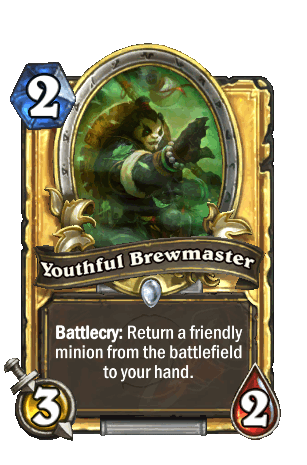 2
Youthful Brewmaster
Battlecry: Return a friendly
minion from the battlefield
to your hand.
3
2